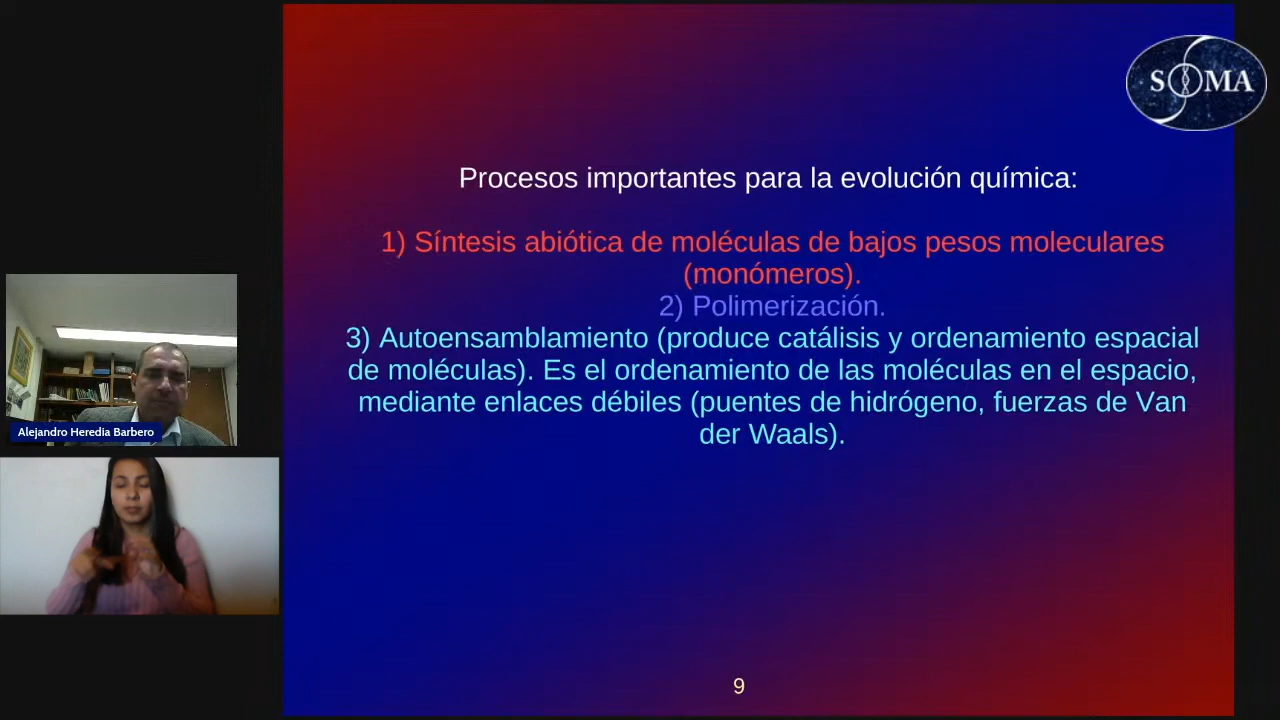 SOMA
Procesos importantes para la evolución química:
1) Síntesis abiótica de moléculas de bajos pesos moleculares
(monómeros).
2) Polimerización.
3) Autoensamblamiento (produce catálisis y ordenamiento espacial
de moléculas). Es el ordenamiento de las moléculas en el espacio,
mediante enlaces débiles (puentes de hidrógeno, fuerzas de Van
der Waals).
Alejandro Heredia Barbero
9